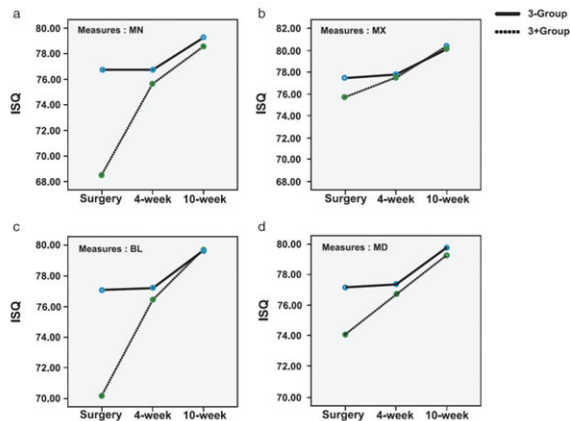 a
Measures : MN
ISQ
80.00
78.00
76.00
74.00
72.00
70.00
68.00
Surgery 4-week 10-week
b
Measures : MX
ISQ
82.00
80.00
78.00
76.00
74.00
72.00
70.00
68.00
Surgery 4-week 10-week
3-Group
3+Group
c
Measures : BL
ISQ
80.00
78.00
76.00
74.00
72.00
70.00
Surgery 4-week 10-week
d
Measures : MD
ISQ
80.00
78.00
76.00
74.00
72.00
70.00
Surgery 4-week 10-week